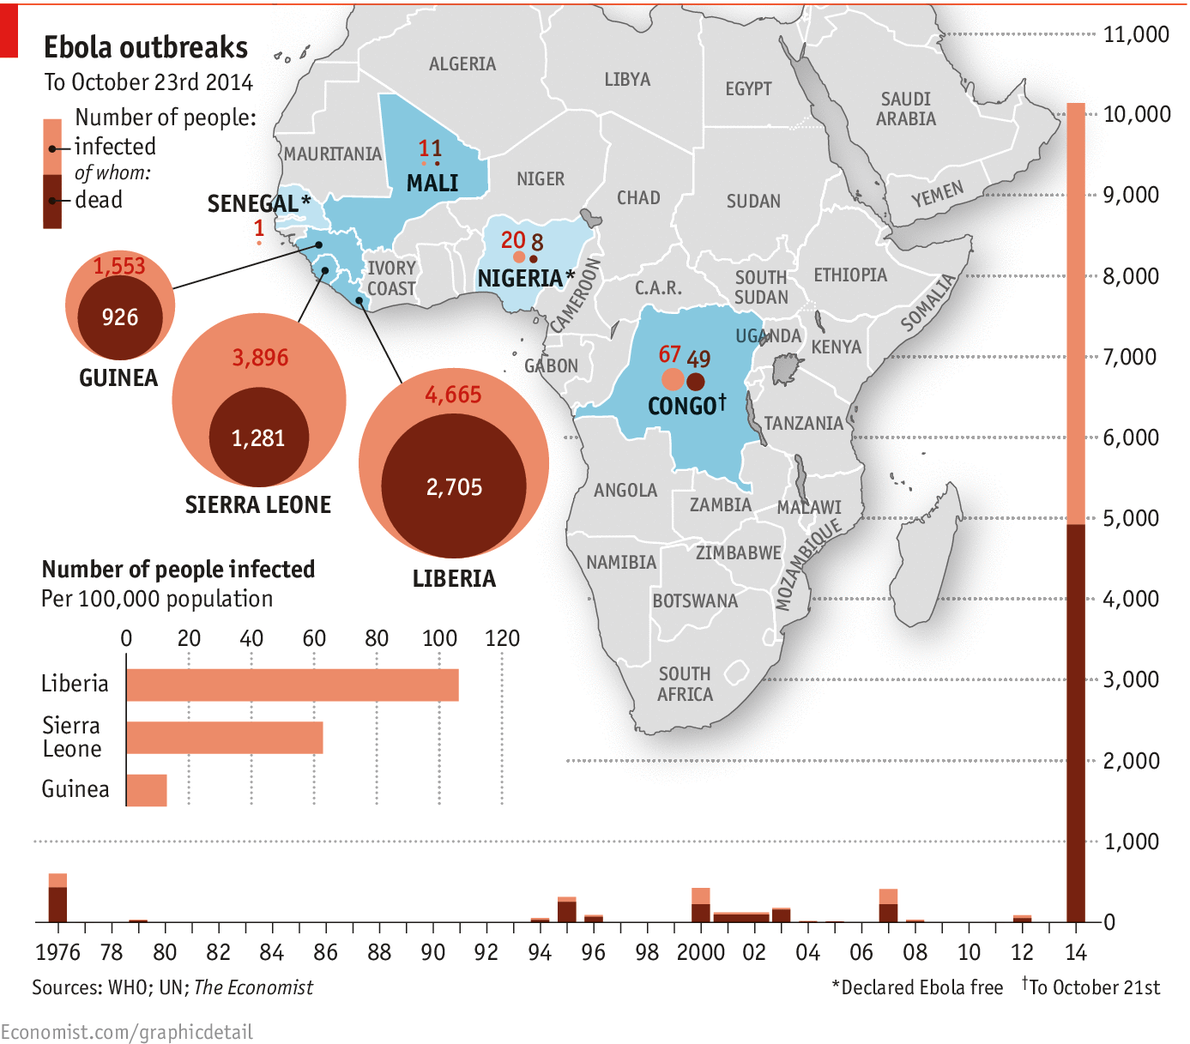 Ebola outbreaks
To October 23rd 2014
Number of people:
infected
of whom:
dead
ALGERIA
LIBYA
EGYPT
SAUDI
ARABIA
YEMEN
MAURITANIA
1 1
MALI
NIGER
CHAD
SUDAN
SENEGAL*
1
20 8
NIGERIA*
IVORY
COAST
CAMEROON
C.A.R.
SOUTH
SUDAN
ETHIOPIA
SOMALIA
UGANDA
KENYA
GABON
67 49
CONGO†
TANZANIA
ANGOLA
ZAMBIA
MALAWI
MOZAMBIQUE
NAMIBIA
ZIMBABWE
BOTSWANA
SOUTH
AFRICA
1,553
926
GUINEA
3,896
1,281
SIERRA LEONE
4,665
2,705
LIBERIA
Number of people infected
Per 100,000 population
0 20 40 60 80 100 120
Liberia
Sierra
Leone
Guinea
11,000
10,000
9,000
8,000
7,000
6,000
5,000
4,000
3,000
2,000
1,000
0
1976 78 80 82 84 86 88 90 92 94 96 98 2000 02 04 06 08 10 12 14
Sources: WHO; UN; The Economist
*Declared Ebola free †To October 21st
Economist.com/graphicdetail